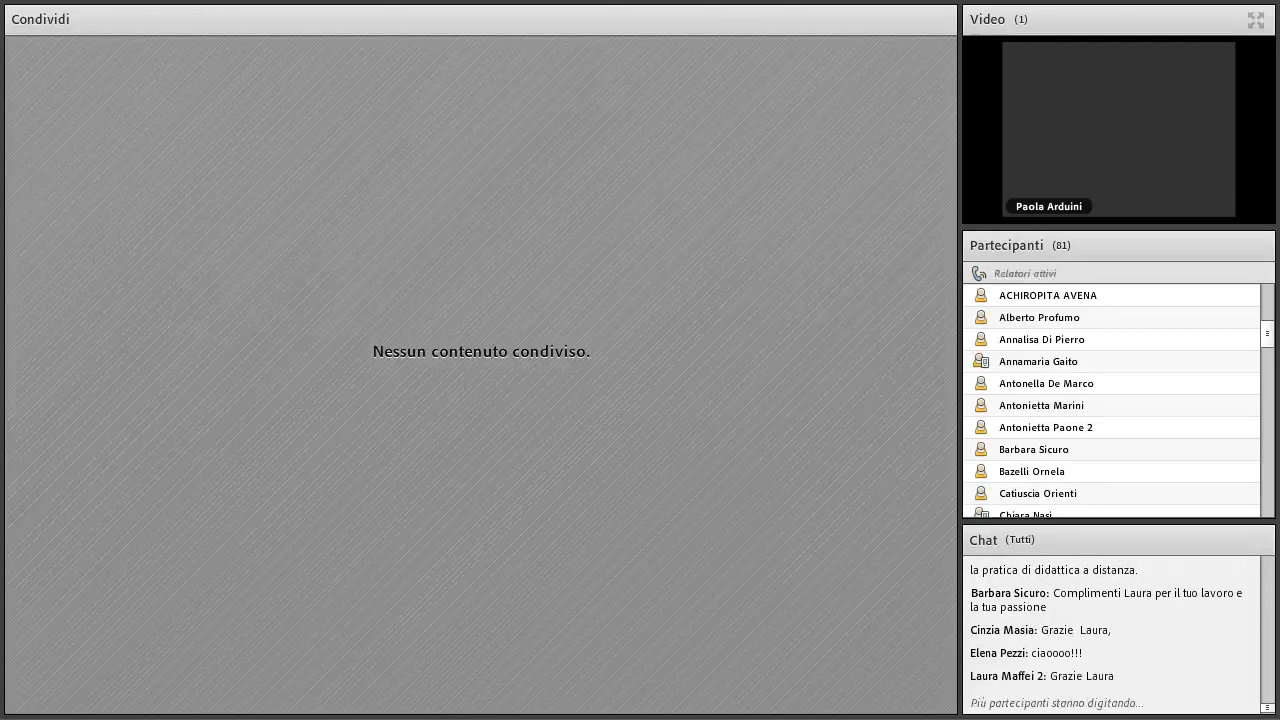 Condividi
Nessun contenuto condiviso.
Video (1)
Paola Arduini
Partecipanti (81)
Relatori attivi
ACHIROPITA AVENA
Alberto Profumo
Annalisa Di Pierro
Annamaria Gaito
Antonella De Marco
Antonietta Marini
Antonietta Paone 2
Barbara Sicuro
Bazelli Ornela
Catiuscia Orienti
Chiara Nasi
Chat (Tutti)
la pratica di didattica a distanza.
Barbara Sicuro: Complimenti Laura per il tuo lavoro e
la tua passione
Cinzia Masia: Grazie  Laura,
Elena Pezzi: ciaoooo!!!
Laura Maffei 2: Grazie Laura
Più partecipanti stanno digitando...